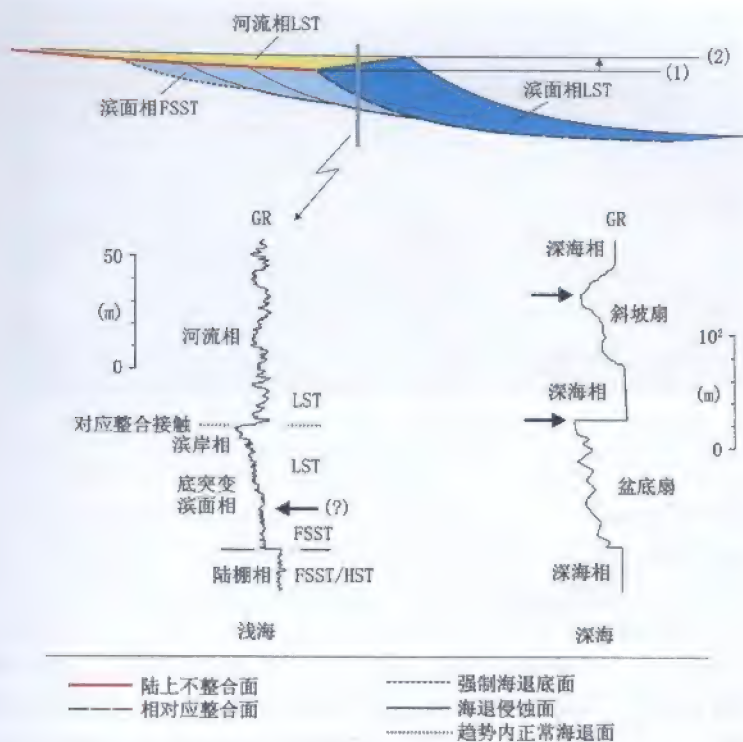 河流相LST
(2)
(1)
滨面相FSST
滨面相LST
GR
50
(m)
0
河流相
LST
对应整合接触
滨岸相
LST
底突变
滨面相
(?)
FSST
陆棚相
FSST/HST
浅海
GR
深海相
斜坡扇
10²
(m)
0
深海相
盆底扇
深海相
深海
陆上不整合面
相对应整合面
强制海退底面
海退侵蚀面
趋势内正常海退面